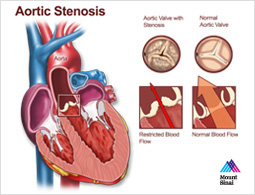 Aortic Stenosis
Aortic Valve with
Stenosis
Normal
Aortic Valve
Aorta
Restricted Blood
Flow
Normal Blood Flow
Mount
Sinai